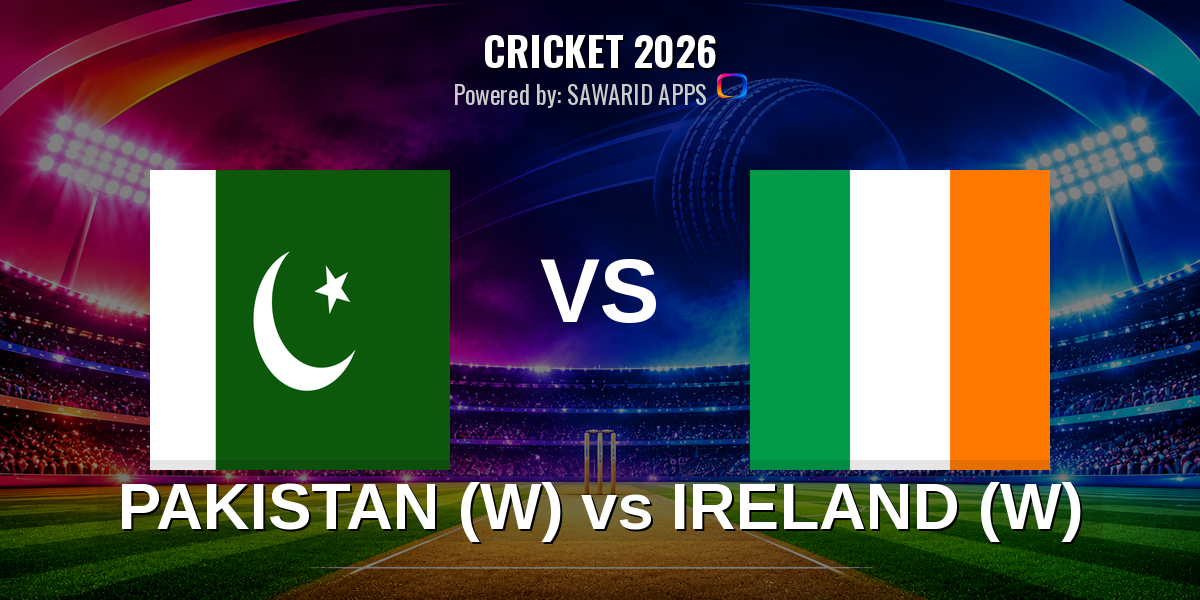 CRICKET 2026
Powered by: SAWARID APPS
VS
PAKISTAN (W) vs IRELAND (W)